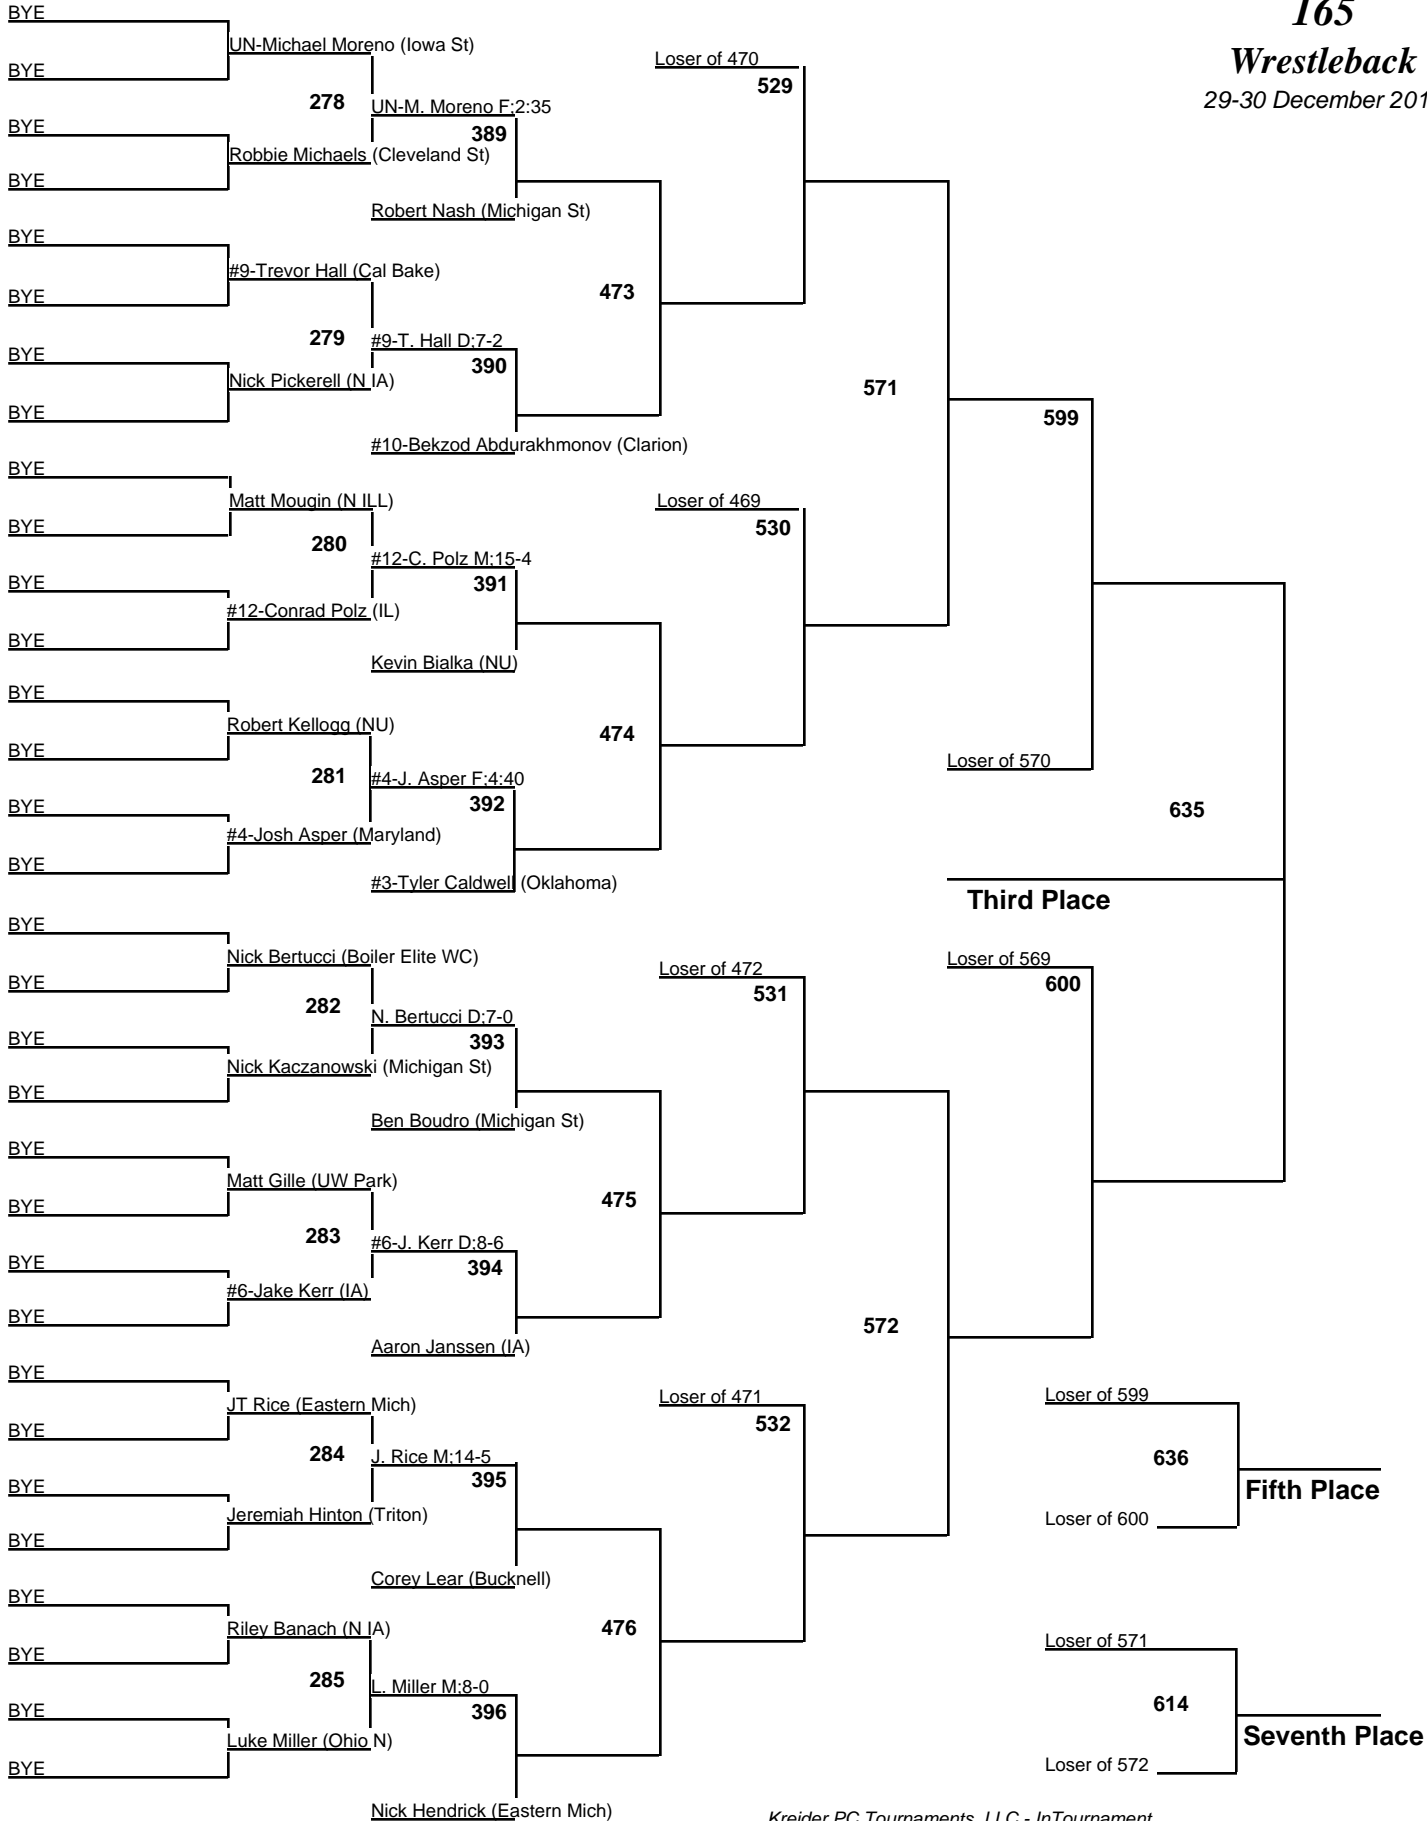 165
Wrestleback
29-30 December 201
BYE
UN-Michael Moreno (Iowa St)
BYE
278
UN-M. Moreno F;2:35
BYE
389
Robbie Michaels (Cleveland St)
BYE
Robert Nash (Michigan St)
Loser of 470
529
BYE
#9-Trevor Hall (Cal Bake)
BYE
473
279
#9-T. Hall D;7-2
BYE
390
Nick Pickerell (N IA)
BYE
#10-Bekzod Abdurakhmonov (Clarion)
571
599
BYE
Matt Mougin (N ILL)
BYE
280
#12-C. Polz M;15-4
BYE
391
#12-Conrad Polz (IL)
BYE
Kevin Bialka (NU)
Loser of 469
530
BYE
Robert Kellogg (NU)
BYE
474
281
#4-J. Asper F;4:40
BYE
392
#4-Josh Asper (Maryland)
BYE
#3-Tyler Caldwell (Oklahoma)
Loser of 570
635
Third Place
BYE
Nick Bertucci (Boiler Elite WC)
BYE
282
N. Bertucci D;7-0
BYE
393
Nick Kaczanowski (Michigan St)
BYE
Ben Boudro (Michigan St)
Loser of 472
531
Loser of 569
600
BYE
Matt Gille (UW Park)
BYE
475
283
#6-J. Kerr D;8-6
BYE
394
#6-Jake Kerr (IA)
BYE
Aaron Janssen (IA)
572
BYE
JT Rice (Eastern Mich)
BYE
284
J. Rice M;14-5
BYE
395
Jeremiah Hinton (Triton)
BYE
Corey Lear (Bucknell)
Loser of 471
532
Loser of 599
636
Fifth Place
Loser of 600
BYE
Riley Banach (N IA)
BYE
476
285
L. Miller M;8-0
BYE
396
Luke Miller (Ohio N)
BYE
Nick Hendrick (Eastern Mich)
Loser of 571
614
Seventh Place
Loser of 572
Kreider PC Tournaments, LLC - InTournament